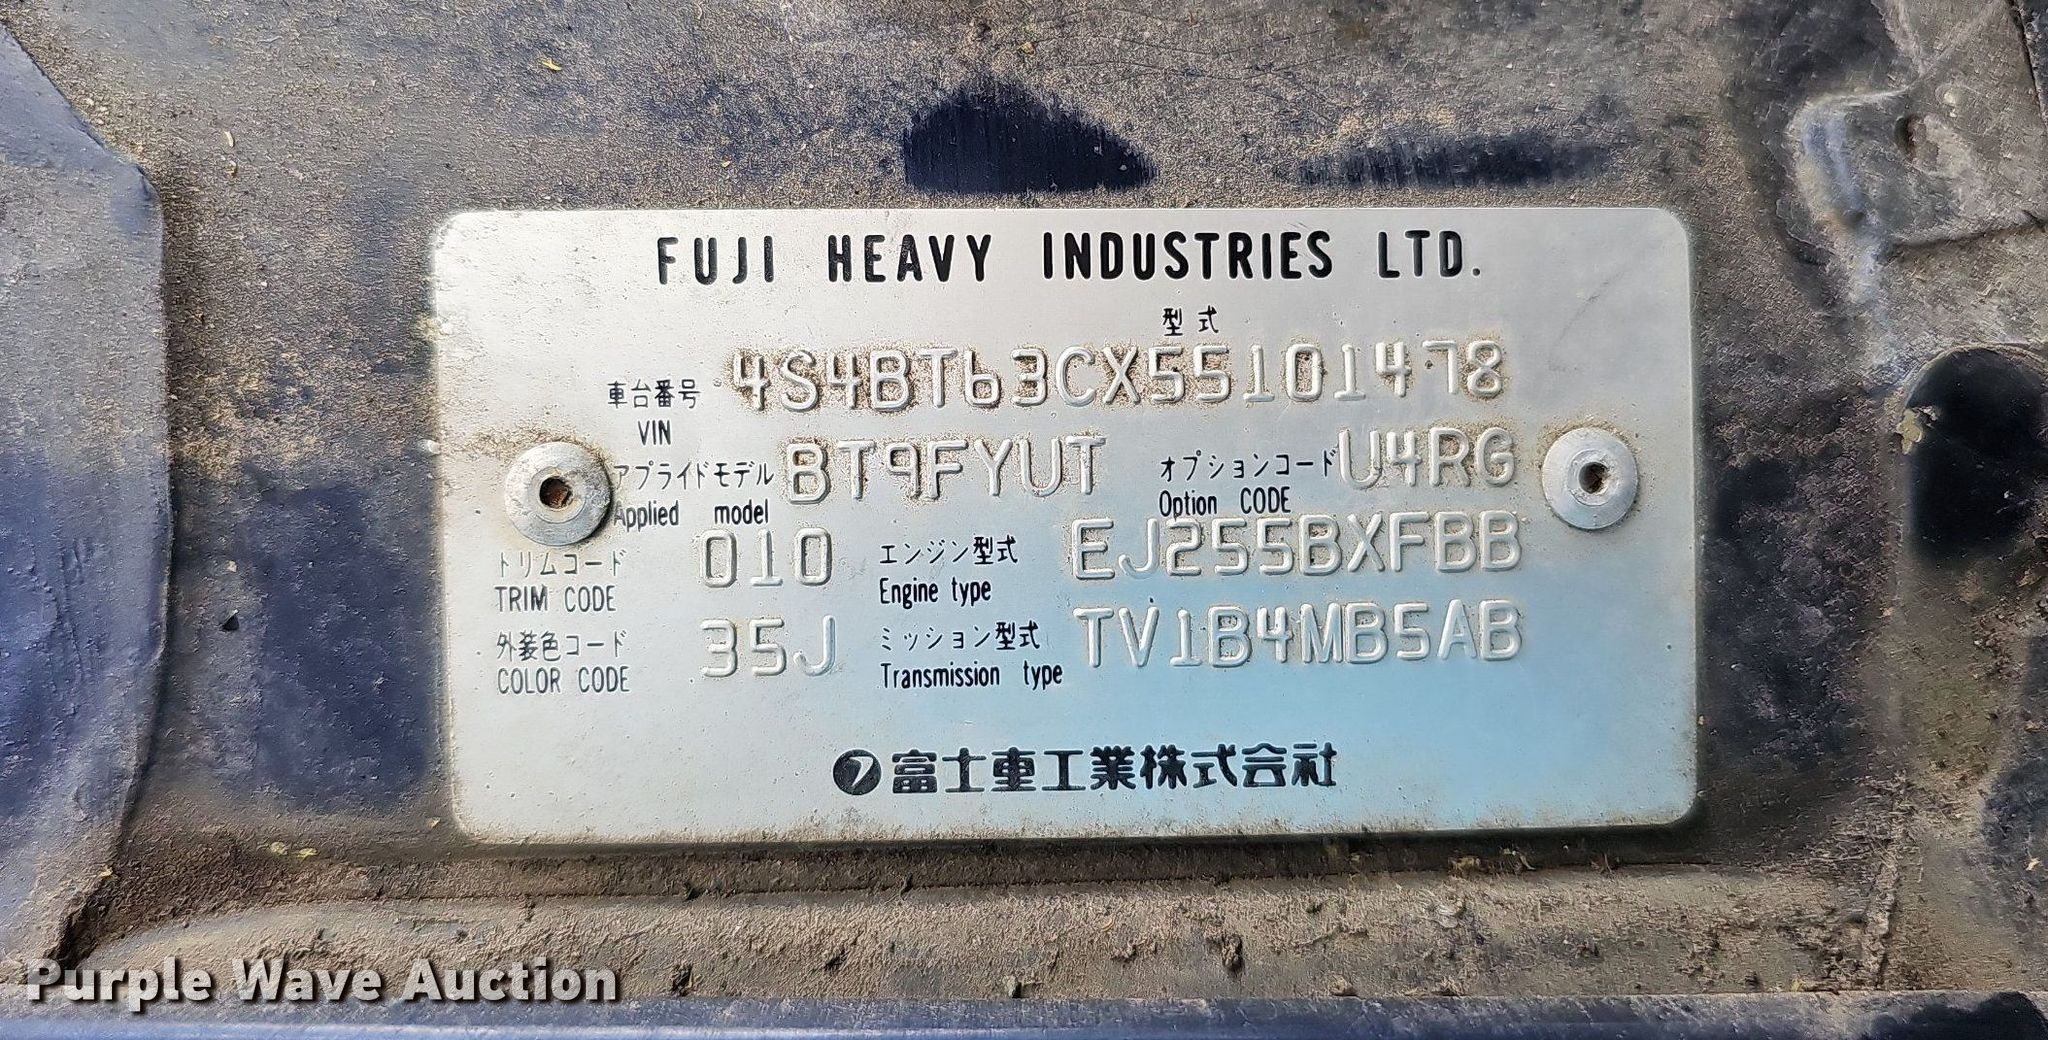 FUJI HEAVY INDUSTRIES LTD.
型式
車台番号 4S4BT63CX55101478
VIN
アプライドモデル BT9FYUT オプションコード U4RG
Applied model Option CODE
トリムコード 010 エンジン型式 EJ255BXFBB
TRIM CODE Engine type
外装色コード 35J ミッション型式 TV1B4MB5AB
COLOR CODE Transmission type
富士重工業株式会社
Purple Wave Auction